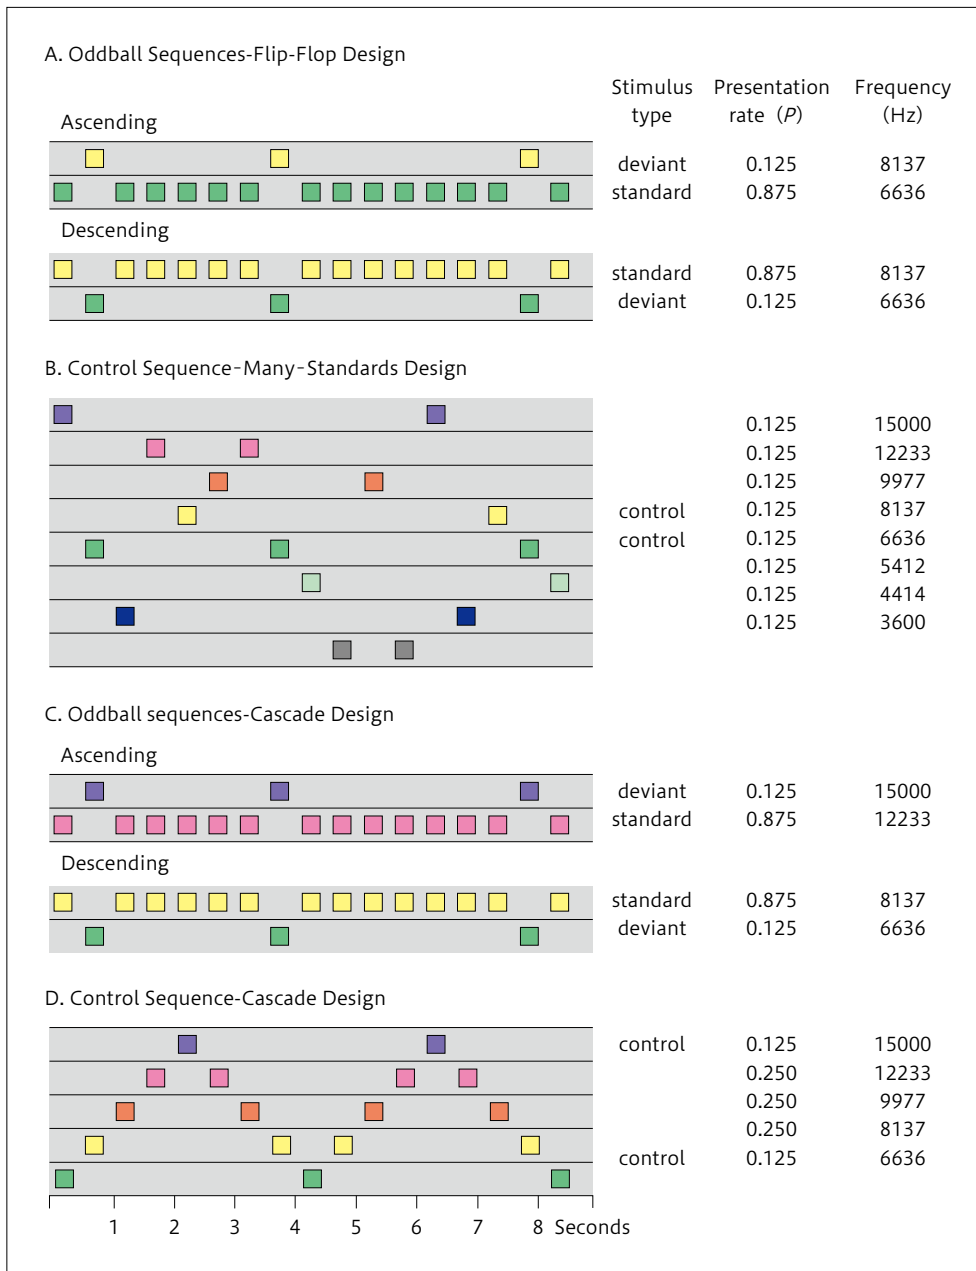 A. Oddball Sequences-Flip-Flop Design
Stimulus type Presentation rate (P) Frequency (Hz)
Ascending
deviant 0.125 8137
standard 0.875 6636
Descending
standard 0.875 8137
deviant 0.125 6636
B. Control Sequence-Many-Standards Design
0.125 15000
0.125 12233
0.125 9977
control 0.125 8137
control 0.125 6636
0.125 5412
0.125 4414
0.125 3600
C. Oddball sequences-Cascade Design
Ascending
deviant 0.125 15000
standard 0.875 12233
Descending
standard 0.875 8137
deviant 0.125 6636
D. Control Sequence-Cascade Design
control 0.125 15000
0.250 12233
0.250 9977
0.250 8137
control 0.125 6636
1 2 3 4 5 6 7 8 Seconds